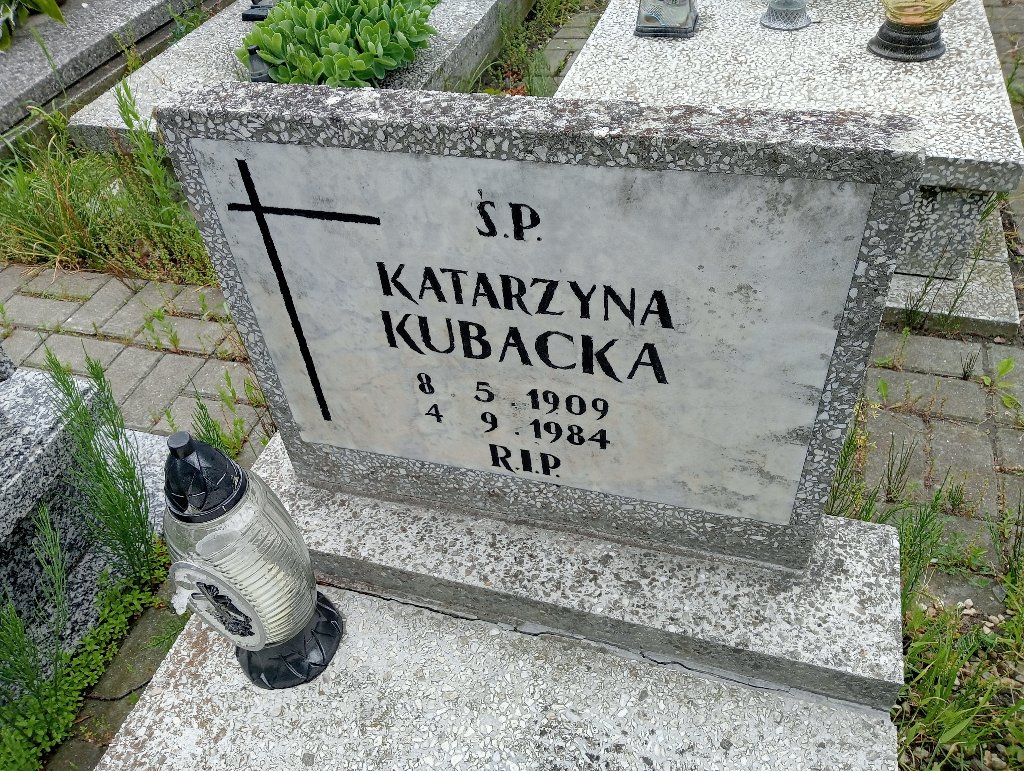 Ś.P.
KATARZYNA
KUBACKA
8 . 5 . 1909
4 . 9 . 1984
R.I.P.